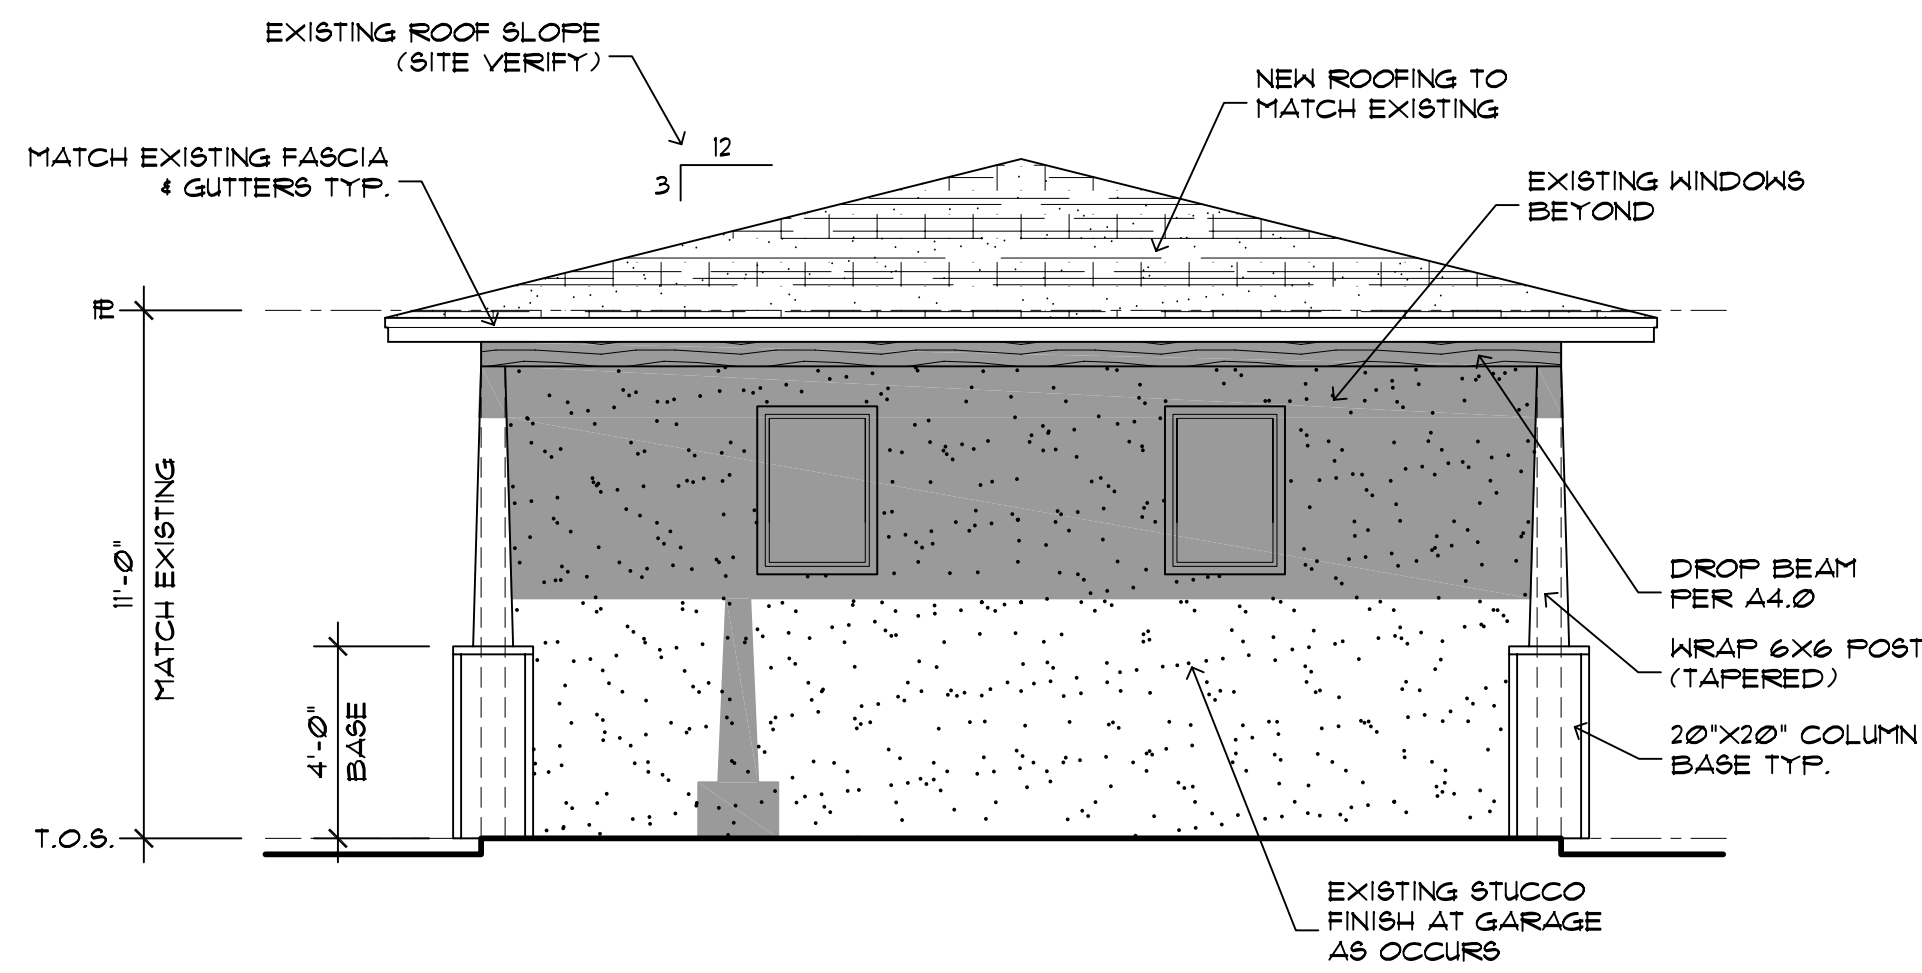 EXISTING ROOF SLOPE
(SITE VERIFY)
NEW ROOFING TO
MATCH EXISTING
12
3
MATCH EXISTING FASCIA
& GUTTERS TYP.
EXISTING WINDOWS
BEYOND
11'-0"
MATCH EXISTING
4'-0"
BASE
DROP BEAM
PER A4.0
WRAP 6X6 POST
(TAPERED)
20"X20" COLUMN
BASE TYP.
T.O.S.
EXISTING STUCCO
FINISH AT GARAGE
AS OCCURS